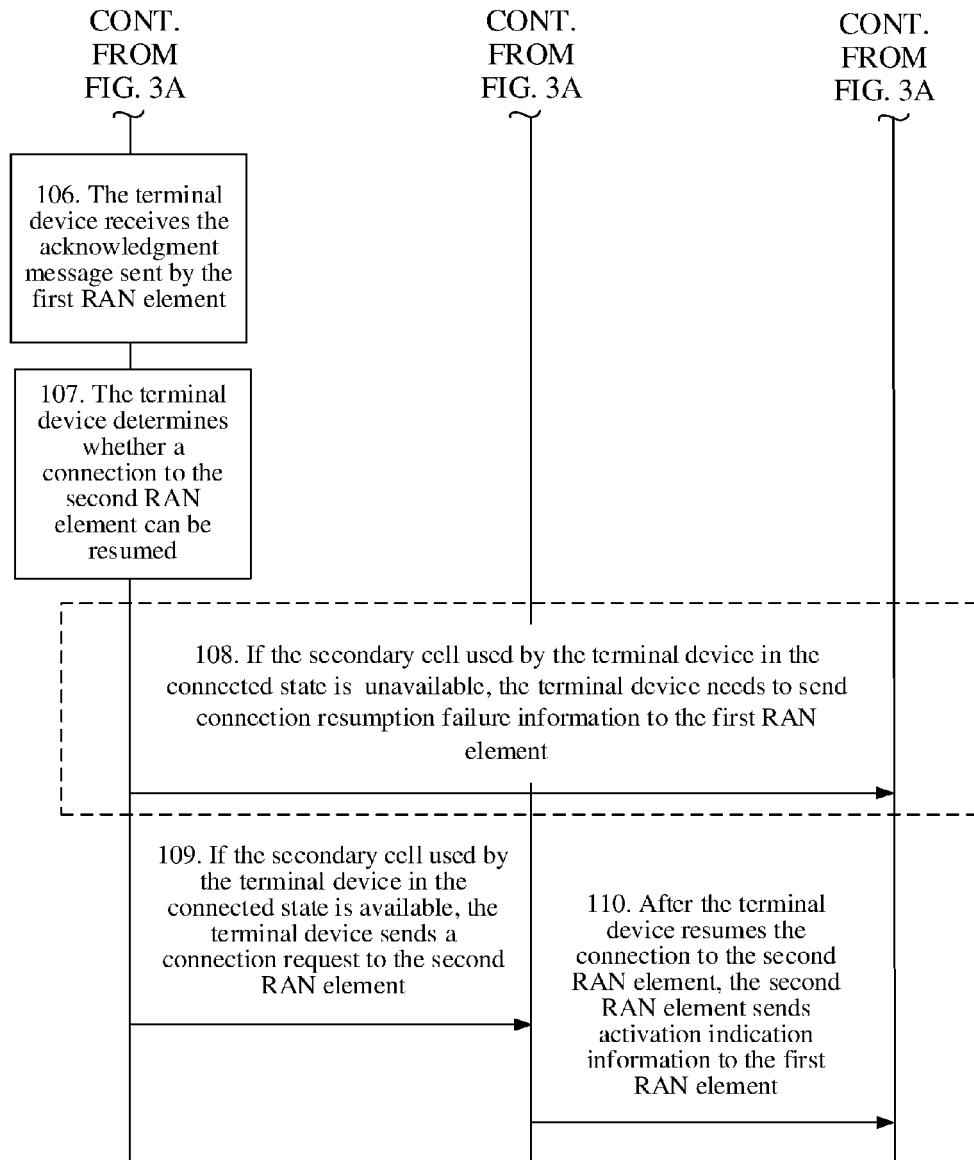 CONT.
FROM
FIG. 3A
CONT.
FROM
FIG. 3A
CONT.
FROM
FIG. 3A
106. The terminal
device receives the
acknowledgment
message sent by the
first RAN element
107. The terminal
device determines
whether a
connection to the
second RAN
element can be
resumed
108. If the secondary cell used by the terminal device in the
connected state is unavailable, the terminal device needs to send
connection resumption failure information to the first RAN
element
109. If the secondary cell used by
the terminal device in the
connected state is available, the
terminal device sends a
connection request to the second
RAN element
110. After the terminal
device resumes the
connection to the second
RAN element, the second
RAN element sends
activation indication
information to the first
RAN element